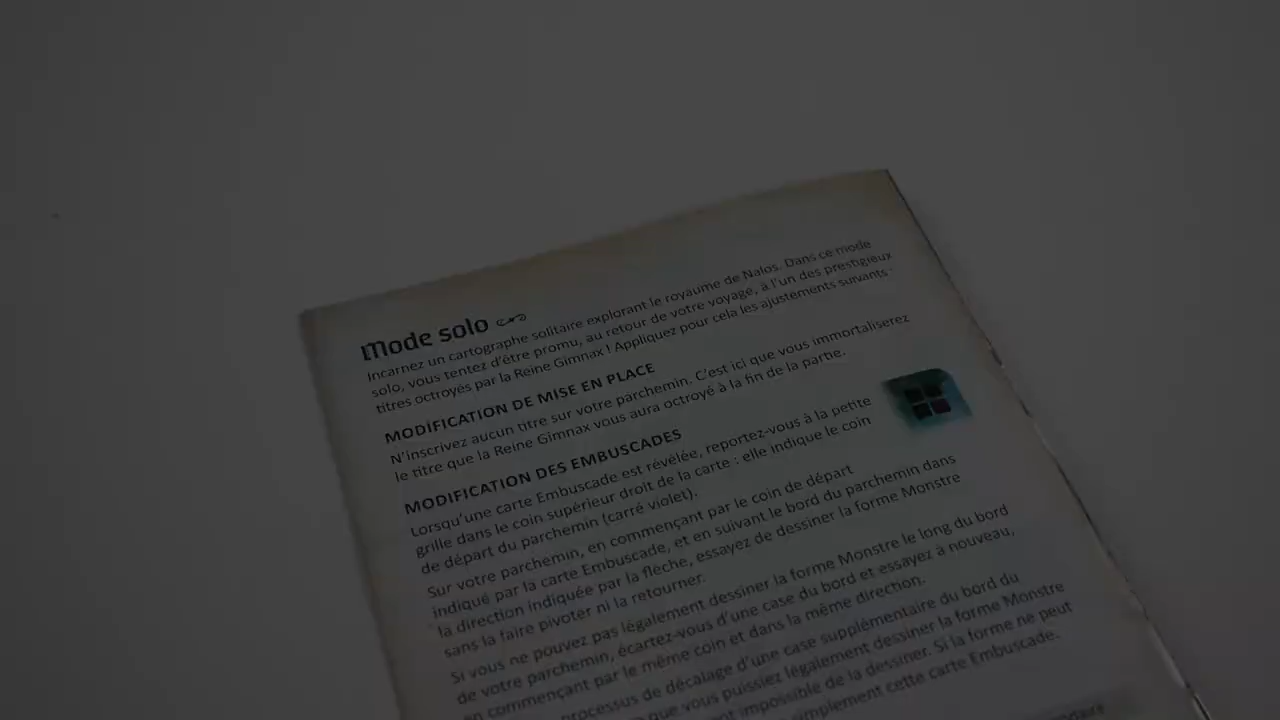 Mode solo
Incarnez un cartographe solitaire explorant le royaume de Nalos. Dans ce mode
solo, vous tentez d'être promu, au retour de votre voyage, à l'un des prestigieux
titres octroyés par la Reine Gimnax ! Appliquez pour cela les ajustements suivants :
MODIFICATION DE MISE EN PLACE
N'inscrivez aucun titre sur votre parchemin. C'est ici que vous immortaliserez
le titre que la Reine Gimnax vous aura octroyé à la fin de la partie.
MODIFICATION DES EMBUSCADES
Lorsqu'une carte Embuscade est révélée, reportez-vous à la petite
grille dans le coin supérieur droit de la carte : elle indique le coin
de départ du parchemin (carré violet).
Sur votre parchemin, en commençant par le coin de départ
indiqué par la carte Embuscade, et en suivant le bord du parchemin dans
la direction indiquée par la flèche, essayez de dessiner la forme Monstre
sans la faire pivoter ni la retourner.
Si vous ne pouvez pas légalement dessiner la forme Monstre le long du bord
de votre parchemin, écartez-vous d'une case du bord et essayez à nouveau,
en commençant par le même coin et dans la même direction.
processus de décalage d'une case supplémentaire du bord du
que vous puissiez légalement dessiner la forme Monstre
impossible de la dessiner. Si la forme ne peut
simplement cette carte Embuscade.